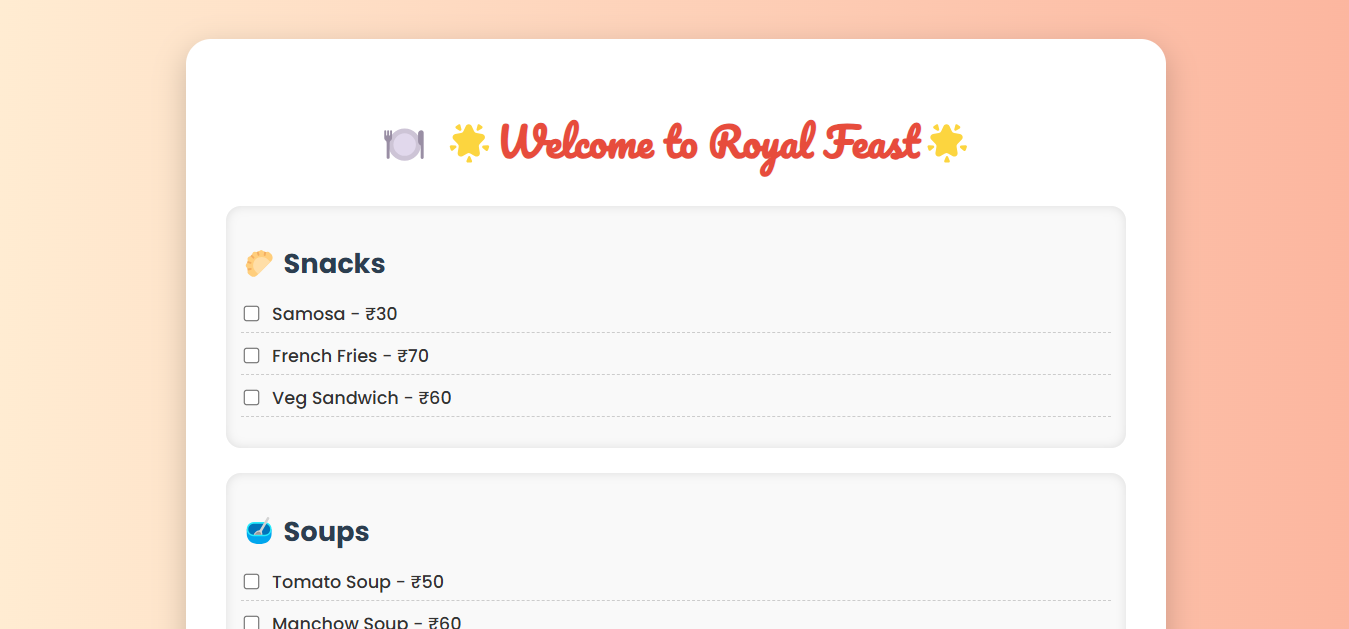 Welcome to Royal Feast
Snacks
Samosa - ₹30
French Fries - ₹70
Veg Sandwich - ₹60
Soups
Tomato Soup - ₹50
Manchow Soup - ₹60